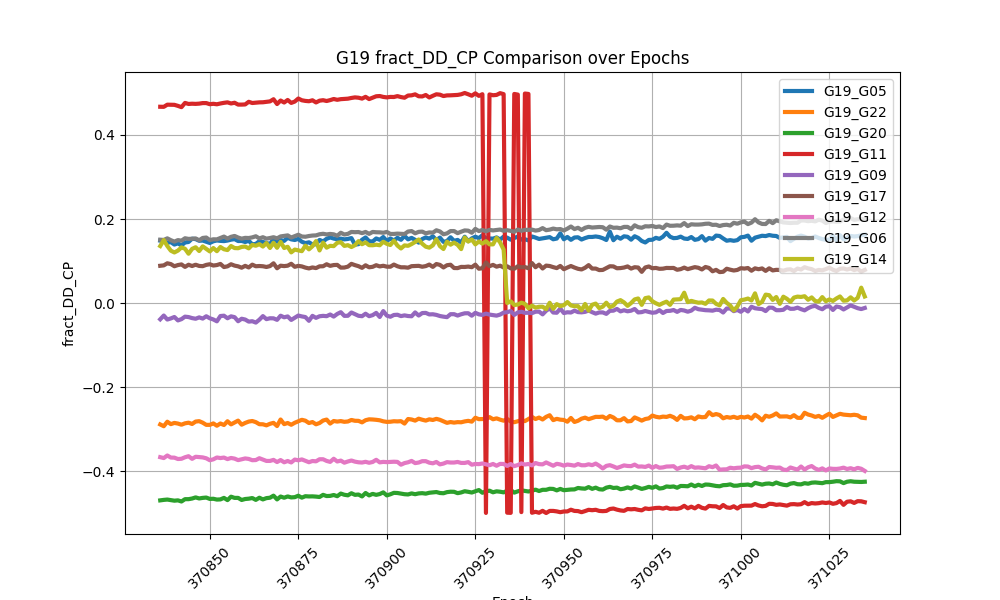 G19 fract_DD_CP Comparison over Epochs
fract_DD_CP
0.4
0.2
0.0
−0.2
−0.4
G19_G05
G19_G22
G19_G20
G19_G11
G19_G09
G19_G17
G19_G12
G19_G06
G19_G14
370850
370875
370900
370925
370950
370975
371000
371025
Epoch